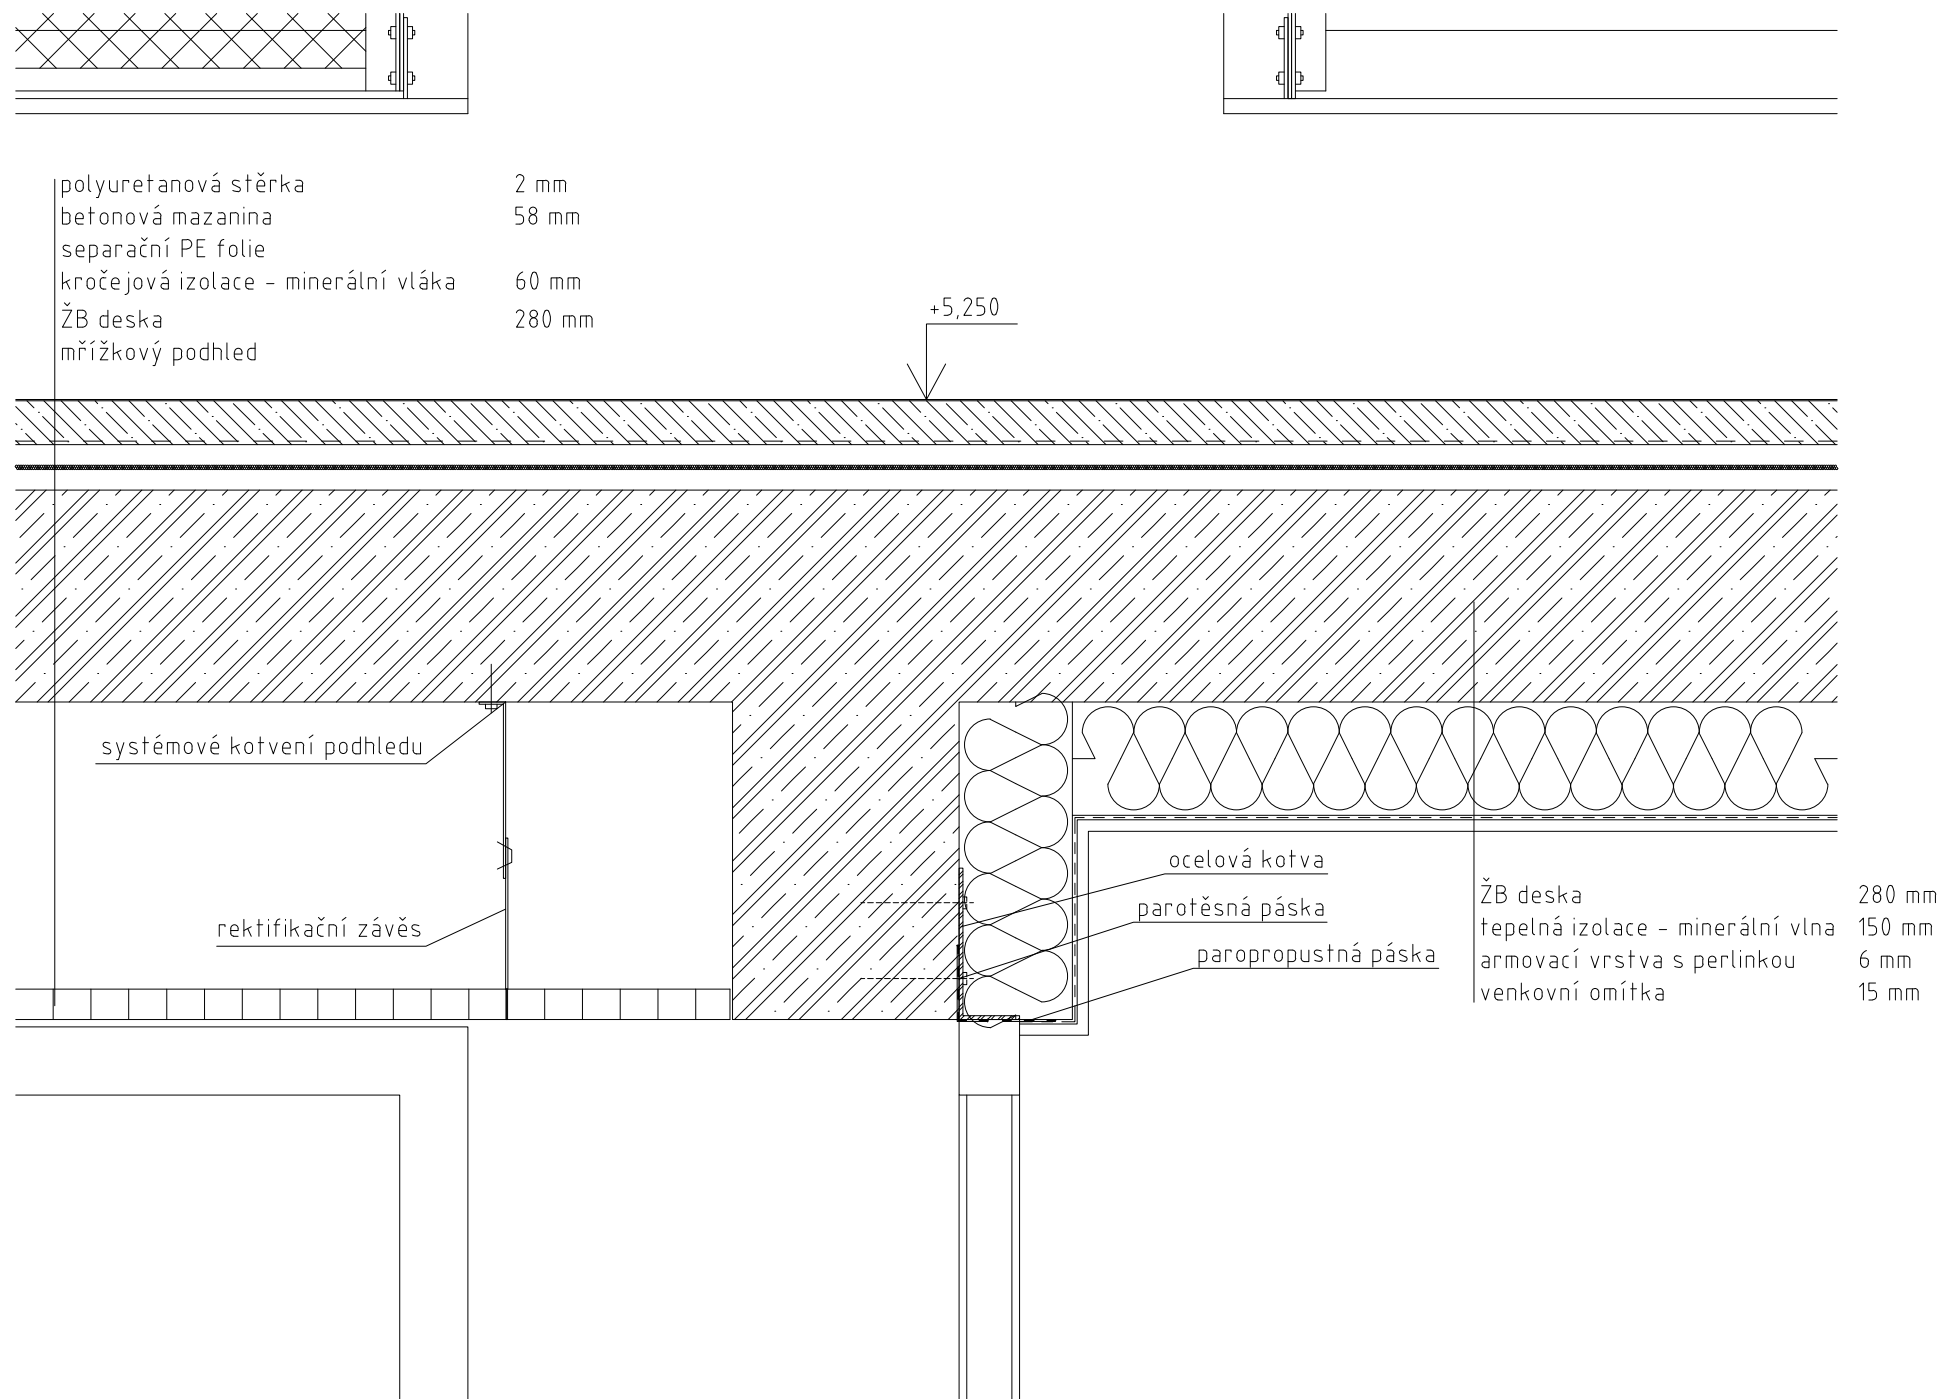 polyuretanová stěrka 2 mm
betonová mazanina 58 mm
separační PE folie
kročejová izolace - minerální vláka 60 mm
ŽB deska 280 mm
mřížkový podhled
+5,250
systémové kotvení podhledu
rektifikační závěs
ocelová kotva
parotěsná páska
paropropustná páska
ŽB deska 280 mm
tepelná izolace - minerální vlna 150 mm
armovací vrstva s perlinkou 6 mm
venkovní omítka 15 mm